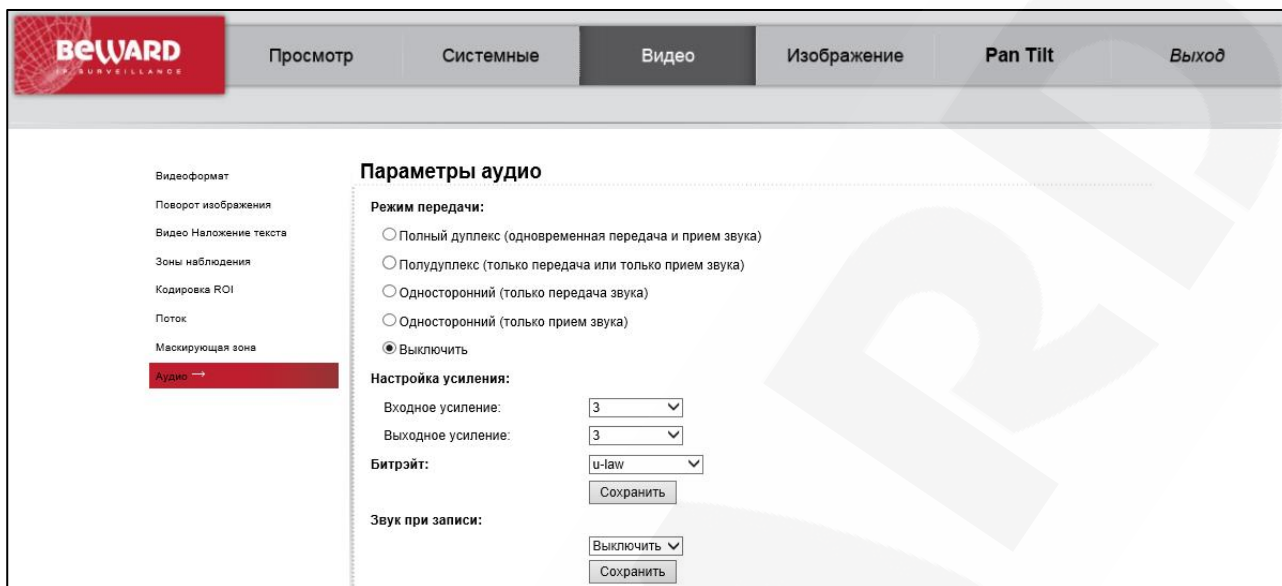 BEWARD
IP SURVEILLANCE
Просмотр
Системные
Видео
Изображение
Pan Tilt
Выход
Видеоформат
Поворот изображения
Видео Наложение текста
Зоны наблюдения
Кодировка ROI
Поток
Маскирующая зона
Аудио →
Параметры аудио
Режим передачи:
Полный дуплекс (одновременная передача и прием звука)
Полудуплекс (только передача или только прием звука)
Односторонний (только передача звука)
Односторонний (только прием звука)
Выключить
Настройка усиления:
Входное усиление: 3
Выходное усиление: 3
Битрэйт: u-law
Сохранить
Звук при записи:
Выключить
Сохранить